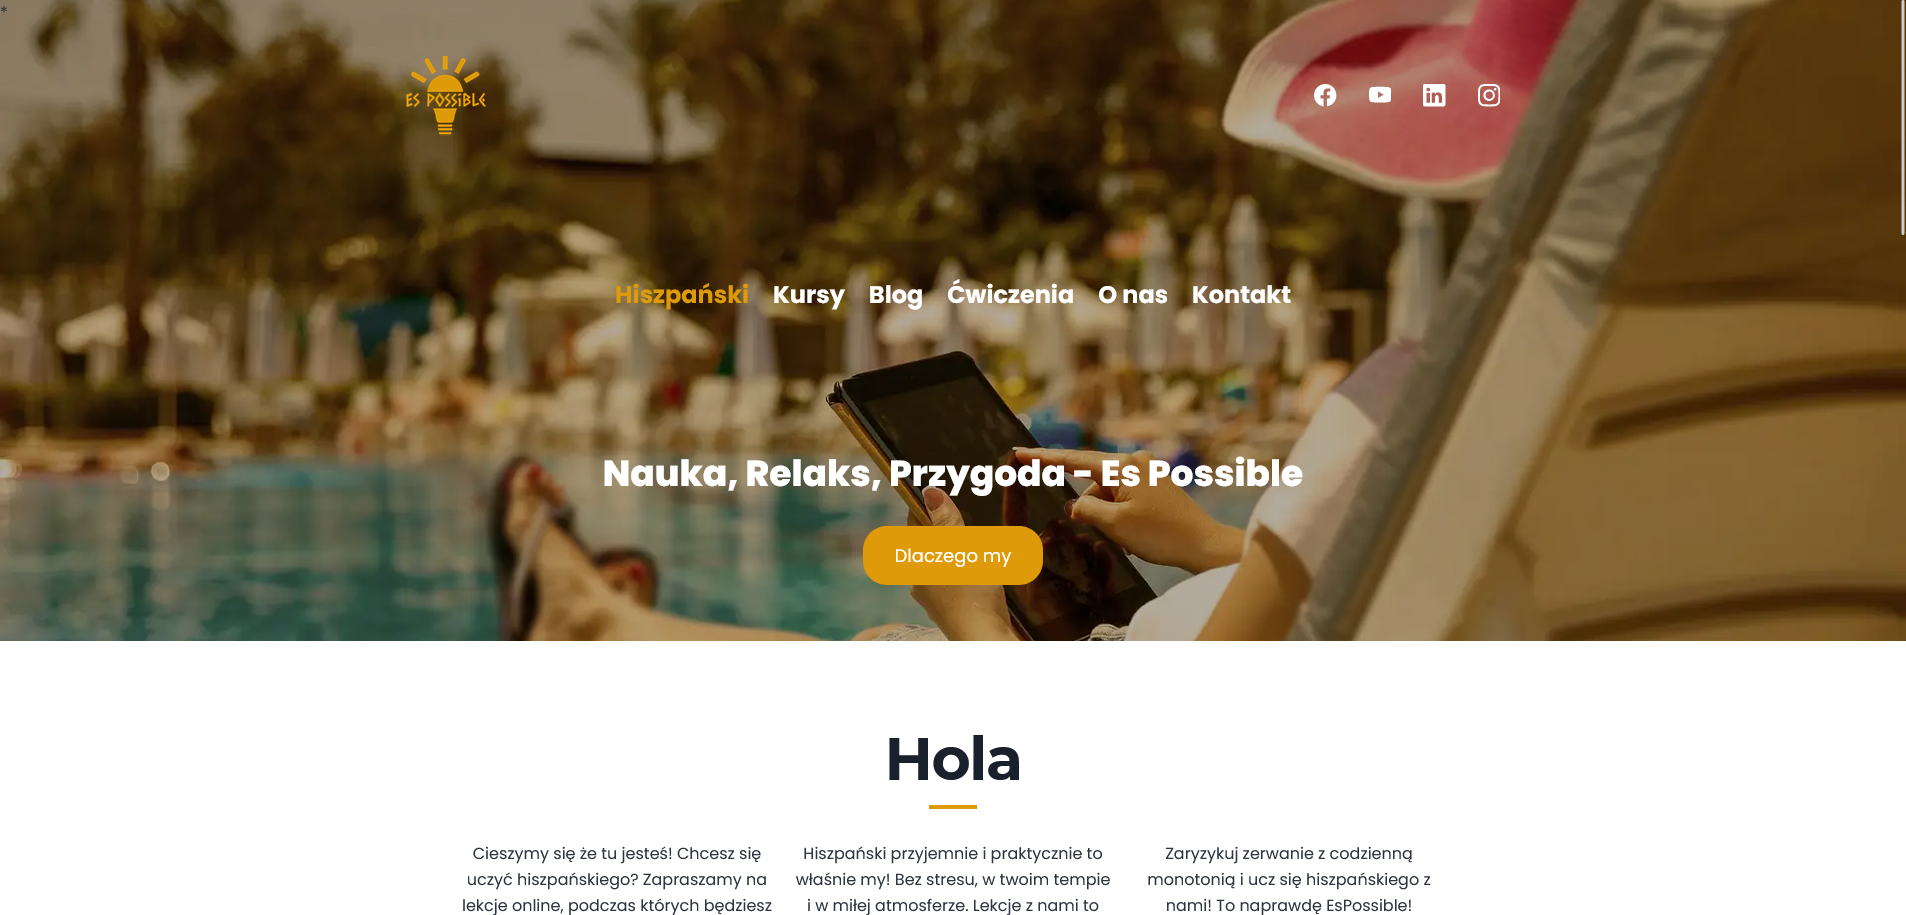 *
ES POSSIBLE
Hiszpański Kursy Blog Ćwiczenia O nas Kontakt
Nauka, Relaks, Przygoda - Es Possible
Dlaczego my
Hola
Cieszymy się że tu jesteś! Chcesz się
uczyć hiszpańskiego? Zapraszamy na
lekcje online, podczas których będziesz
Hiszpański przyjemnie i praktycznie to
właśnie my! Bez stresu, w twoim tempie
i w miłej atmosferze. Lekcje z nami to
Zaryzykuj zerwanie z codzienną
monotonią i ucz się hiszpańskiego z
nami! To naprawdę EsPossible!